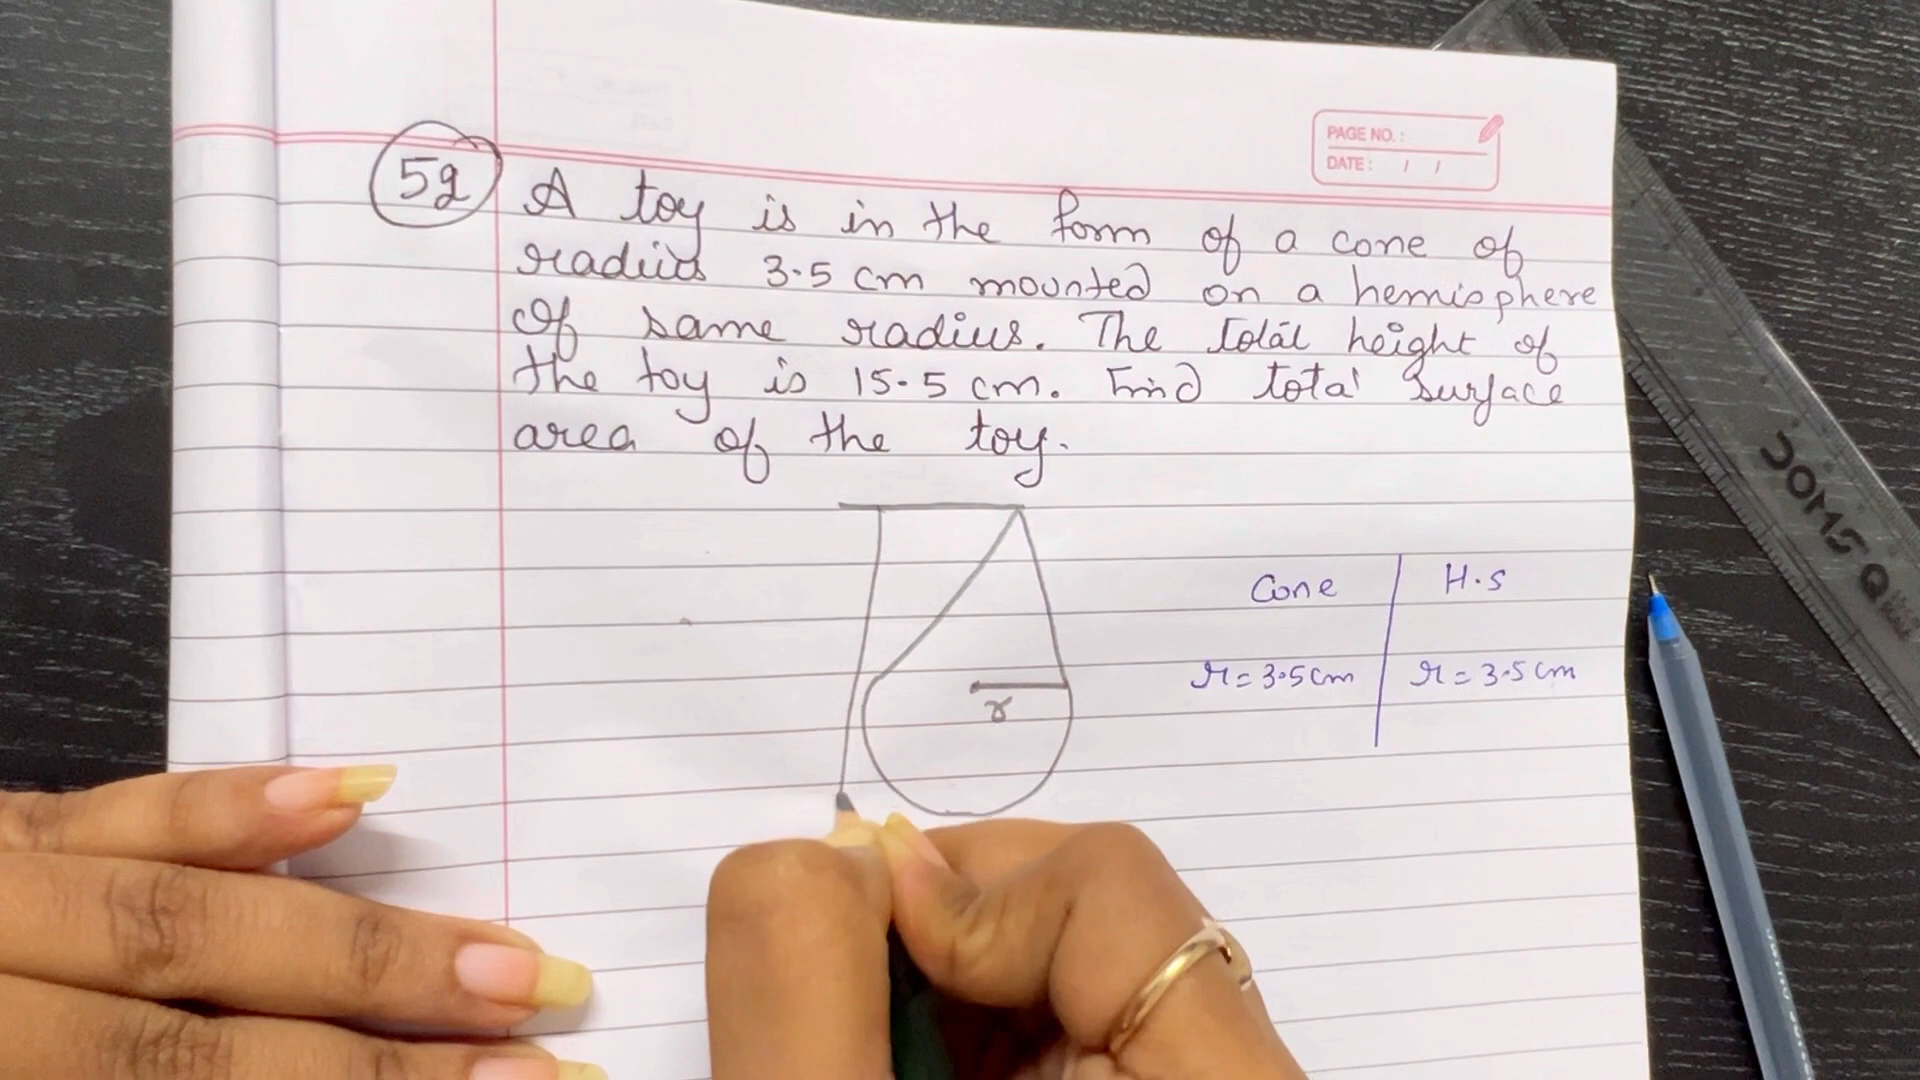 PAGE NO. :
DATE : / /
52 A toy is in the form of a cone of
radius 3.5 cm mounted on a hemisphere
of same radius. The total height of
the toy is 15.5 cm. Find total surface
area of the toy.
Cone H.S
r = 3.5 cm r = 3.5 cm
r
DOMS Q